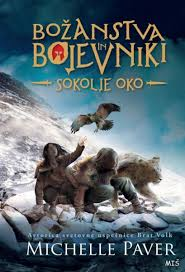 BOŽANSTVA
IN
BOJEVNIKI
SOKOLJE OKO
Avtorica svetovne uspešnice Brat Volk
MICHELLE PAVER
MIŠ